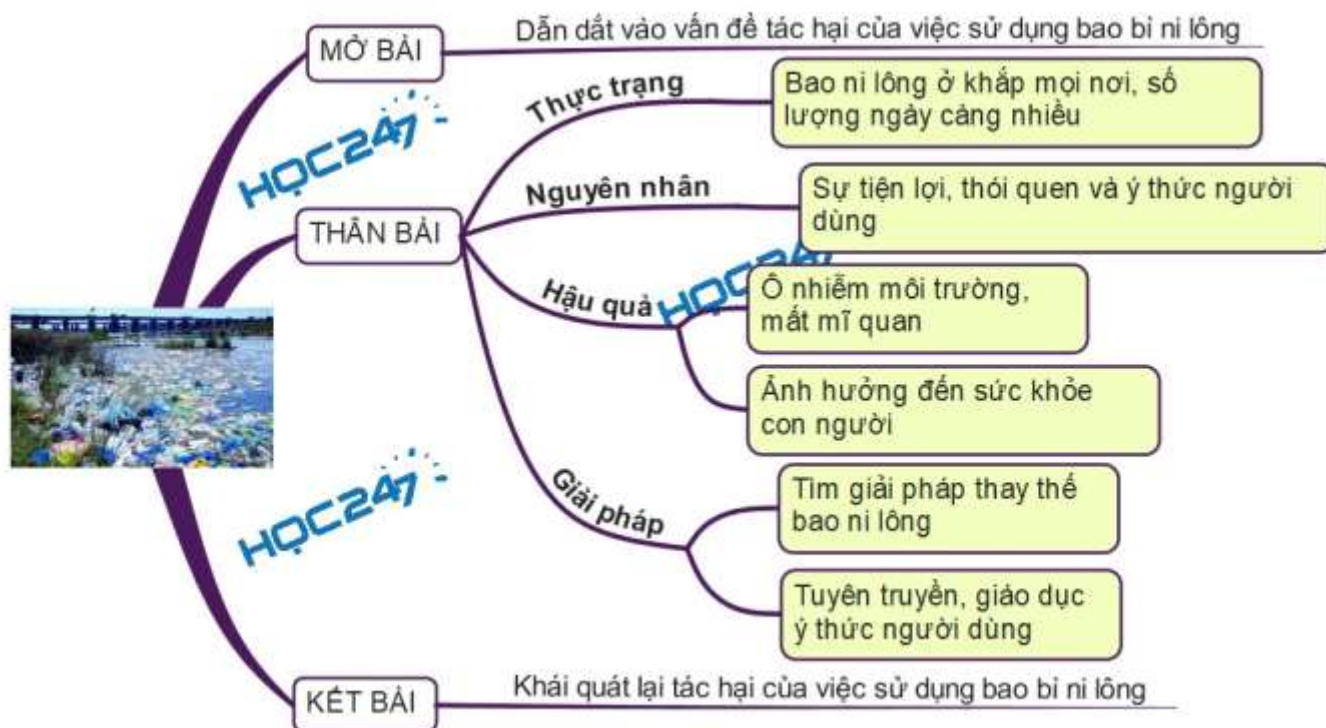 MỞ BÀI
Dẫn dắt vào vấn đề tác hại của việc sử dụng bao bì ni lông
HỌC247
THÂN BÀI
Thực trạng
Bao ni lông ở khắp mọi nơi, số
lượng ngày càng nhiều
Nguyên nhân
Sự tiện lợi, thói quen và ý thức người
dùng
Hậu quả
HỌC247
Ô nhiễm môi trường,
mất mĩ quan
Ảnh hưởng đến sức khỏe
con người
HỌC247
Giải pháp
Tìm giải pháp thay thế
bao ni lông
Tuyên truyền, giáo dục
ý thức người dùng
KẾT BÀI
Khái quát lại tác hại của việc sử dụng bao bì ni lông